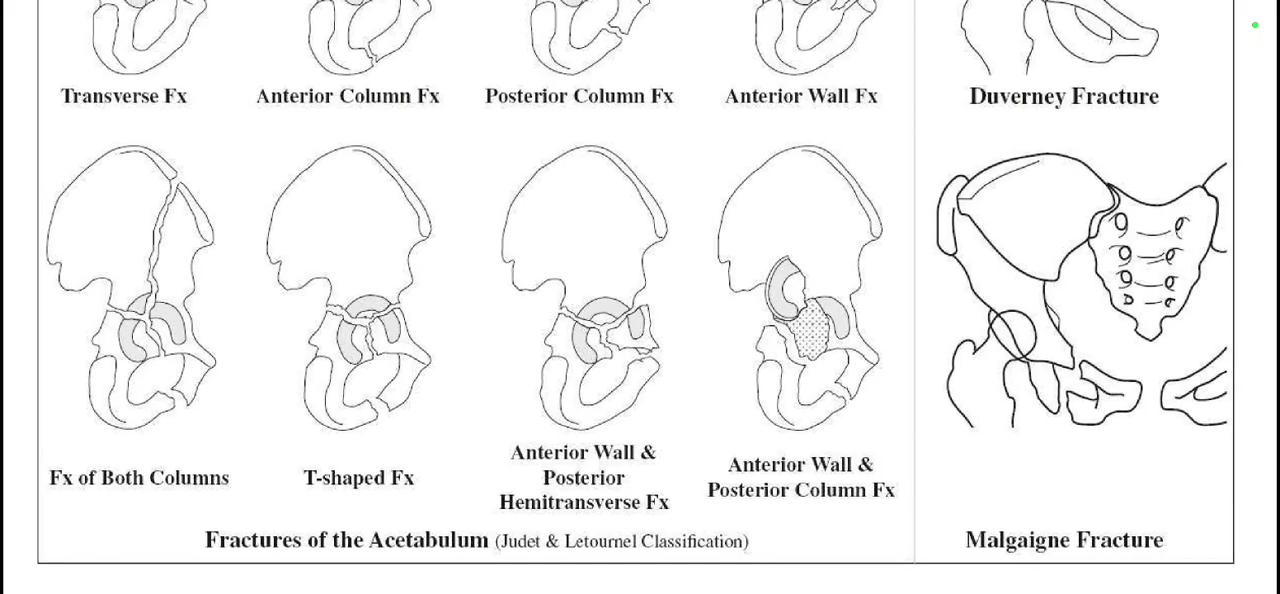 Transverse Fx
Anterior Column Fx
Posterior Column Fx
Anterior Wall Fx
Duverney Fracture
Fx of Both Columns
T-shaped Fx
Anterior Wall &
Posterior
Hemitransverse Fx
Anterior Wall &
Posterior Column Fx
Fractures of the Acetabulum (Judet & Letournel Classification)
Malgaigne Fracture